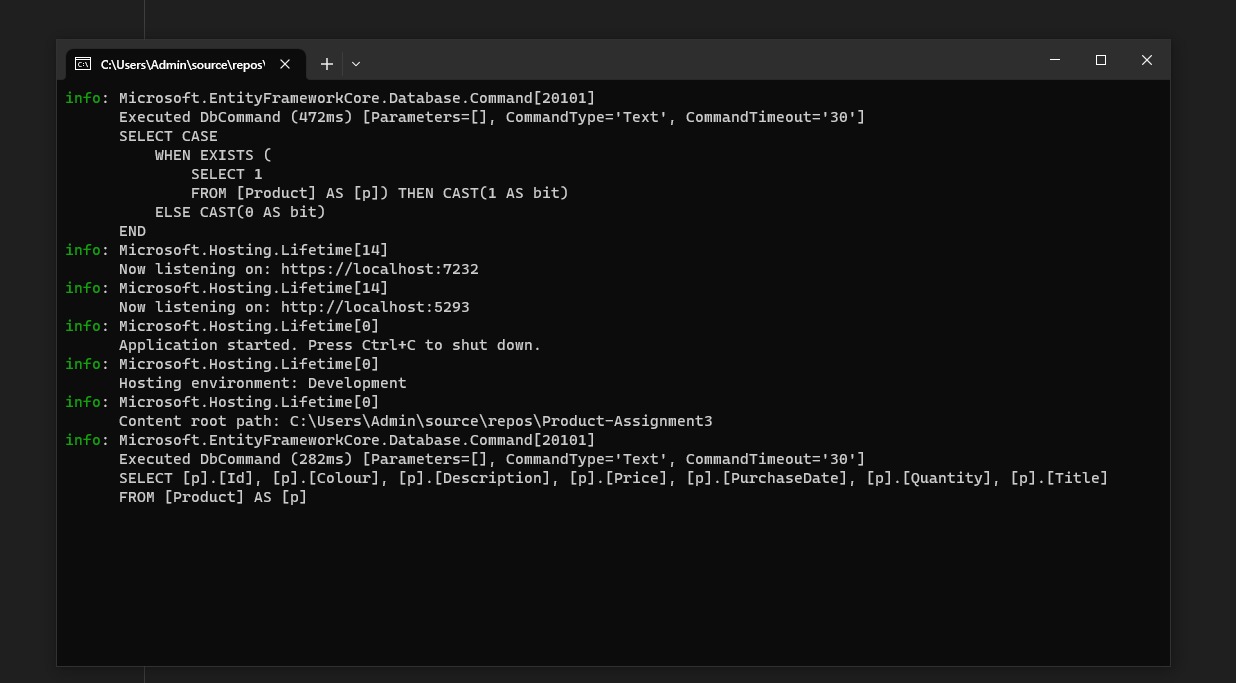 C:\Users\Admin\source\repos\
info: Microsoft.EntityFrameworkCore.Database.Command[20101]
      Executed DbCommand (472ms) [Parameters=[], CommandType='Text', CommandTimeout='30']
      SELECT CASE
          WHEN EXISTS (
              SELECT 1
              FROM [Product] AS [p]) THEN CAST(1 AS bit)
          ELSE CAST(0 AS bit)
      END
info: Microsoft.Hosting.Lifetime[14]
      Now listening on: https://localhost:7232
info: Microsoft.Hosting.Lifetime[14]
      Now listening on: http://localhost:5293
info: Microsoft.Hosting.Lifetime[0]
      Application started. Press Ctrl+C to shut down.
info: Microsoft.Hosting.Lifetime[0]
      Hosting environment: Development
info: Microsoft.Hosting.Lifetime[0]
      Content root path: C:\Users\Admin\source\repos\Product-Assignment3
info: Microsoft.EntityFrameworkCore.Database.Command[20101]
      Executed DbCommand (282ms) [Parameters=[], CommandType='Text', CommandTimeout='30']
      SELECT [p].[Id], [p].[Colour], [p].[Description], [p].[Price], [p].[PurchaseDate], [p].[Quantity], [p].[Title]
      FROM [Product] AS [p]